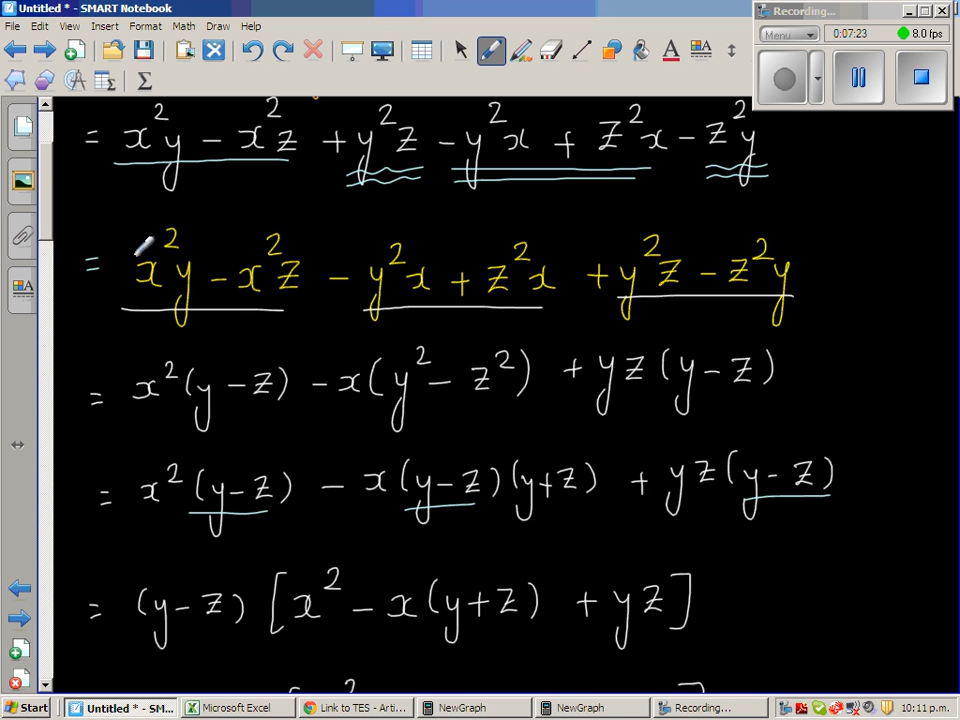 Untitled * - SMART Notebook
Recording...
File Edit View Insert Format Tools Math Draw Help
Menu 0:07:23 8.0 fps
= x²y - x²z + y²z - y²x + z²x - z²y
= x²y - x²z - y²x + z²x + y²z - z²y
= x²(y - z) - x(y² - z²) + yz(y - z)
= x²(y - z) - x(y - z)(y + z) + yz(y - z)
= (y - z) [x² - x(y + z) + yz]
Start Untitled * - SMAR... Microsoft Excel Link to TES - Arti... NewGraph NewGraph Recording... 10:11 p.m.